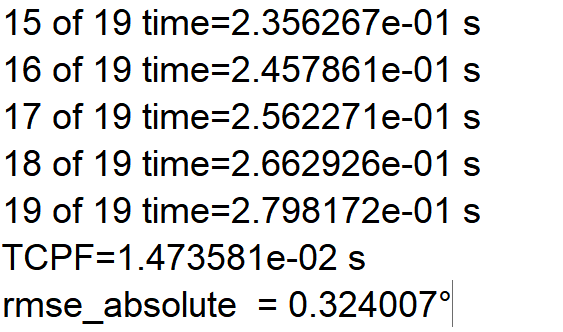 15 of 19 time=2.356267e-01 s
16 of 19 time=2.457861e-01 s
17 of 19 time=2.562271e-01 s
18 of 19 time=2.662926e-01 s
19 of 19 time=2.798172e-01 s
TCPF=1.473581e-02 s
rmse_absolute  = 0.324007°